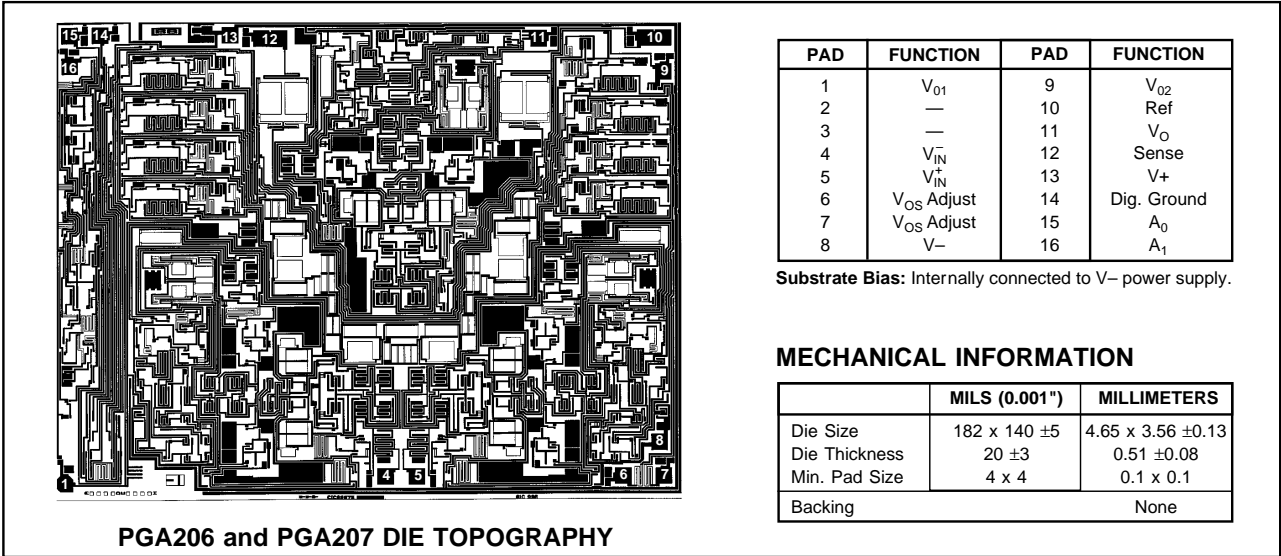 15 14 13 12 11 10
16 9
8
1 4 5 6 7
PGA206 and PGA207 DIE TOPOGRAPHY
PAD FUNCTION PAD FUNCTION
1 V01 9 V02
2 — 10 Ref
3 — 11 VO
4 V–IN 12 Sense
5 V+IN 13 V+
6 VOS Adjust 14 Dig. Ground
7 VOS Adjust 15 A0
8 V– 16 A1
Substrate Bias: Internally connected to V– power supply.
MECHANICAL INFORMATION
MILS (0.001") MILLIMETERS
Die Size 182 x 140 ±5 4.65 x 3.56 ±0.13
Die Thickness 20 ±3 0.51 ±0.08
Min. Pad Size 4 x 4 0.1 x 0.1
Backing None